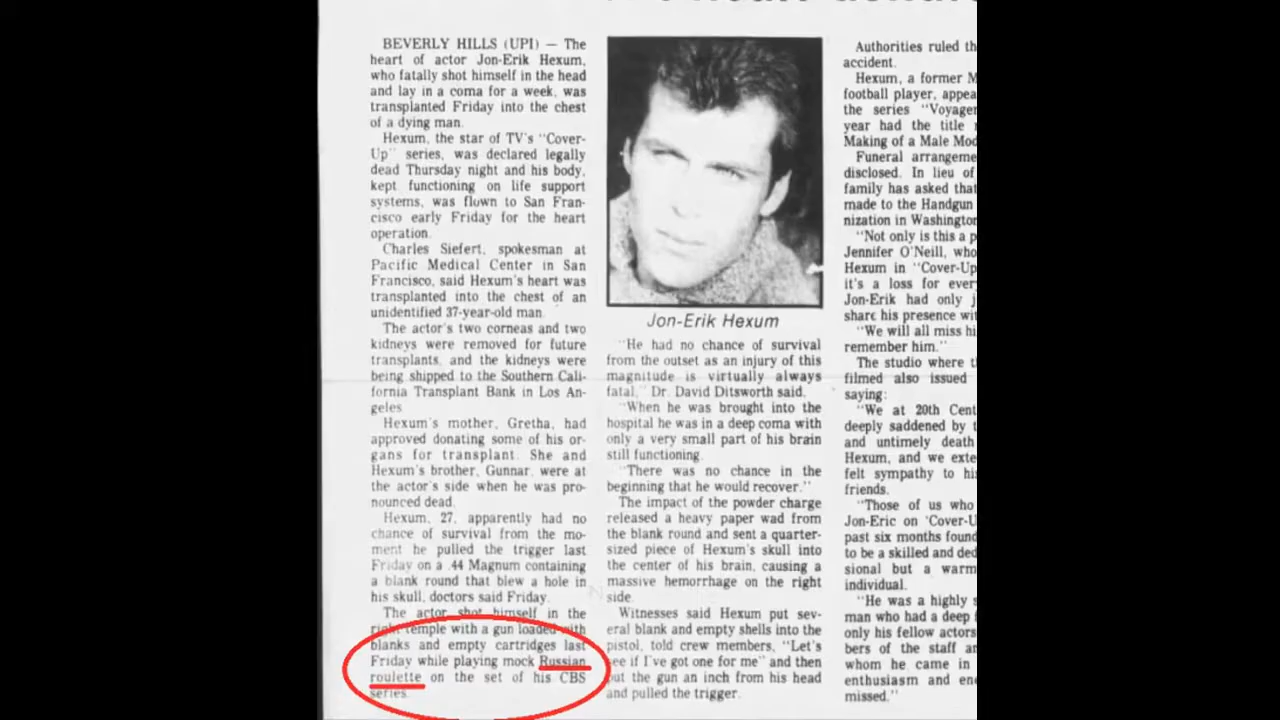 BEVERLY HILLS (UPI) — The
heart of actor Jon-Erik Hexum,
who fatally shot himself in the head
and lay in a coma for a week, was
transplanted Friday into the chest
of a dying man.
Hexum, the star of TV's "Cover-
Up" series, was declared legally
dead Thursday night and his body,
kept functioning on life support
systems, was flown to San Fran-
cisco early Friday for the heart
operation.
Charles Siefert, spokesman at
Pacific Medical Center in San
Francisco, said Hexum's heart was
transplanted into the chest of an
unidentified 37-year-old man.
The actor's two corneas and two
kidneys were removed for future
transplants, and the kidneys were
being shipped to the Southern Cali-
fornia Transplant Bank in Los An-
geles.
Hexum's mother, Gretha, had
approved donating some of his or-
gans for transplant. She and
Hexum's brother, Gunnar, were at
the actor's side when he was pro-
nounced dead.
Hexum, 27, apparently had no
chance of survival from the mo-
ment he pulled the trigger last
Friday on a .44 Magnum containing
a blank round that blew a hole in
his skull, doctors said Friday.
The actor shot himself in the
right temple with a gun loaded with
blanks and empty cartridges last
Friday while playing mock Russian
roulette on the set of his CBS
series.
Jon-Erik Hexum
"He had no chance of survival
from the outset as an injury of this
magnitude is virtually always
fatal," Dr. David Ditsworth said.
"When he was brought into the
hospital he was in a deep coma with
only a very small part of his brain
still functioning.
"There was no chance in the
beginning that he would recover."
The impact of the powder charge
released a heavy paper wad from
the blank round and sent a quarter-
sized piece of Hexum's skull into
the center of his brain, causing a
massive hemorrhage on the right
side.
Witnesses said Hexum put sev-
eral blank and empty shells into the
pistol, told crew members, "Let's
see if I've got one for me" and then
put the gun an inch from his head
and pulled the trigger.
Authorities ruled th
accident.
Hexum, a former M
football player, appea
the series "Voyager
year had the title
Making of a Male Mod
Funeral arrangeme
disclosed. In lieu of
family has asked that
made to the Handgun
nization in Washington
"Not only is this a p
Jennifer O'Neill, who
Hexum in "Cover-Up
it's a loss for ever
Jon-Erik had only j
share his presence wit
"We will all miss hi
remember him."
The studio where t
filmed also issued
saying:
"We at 20th Cent
deeply saddened by t
and untimely death
Hexum, and we exte
felt sympathy to his
friends.
"Those of us who
Jon-Eric on 'Cover-U
past six months found
to be a skilled and ded
sional but a warm
individual.
"He was a highly s
man who had a deep
only his fellow actors
bers of the staff an
whom he came in
enthusiasm and ene
missed."